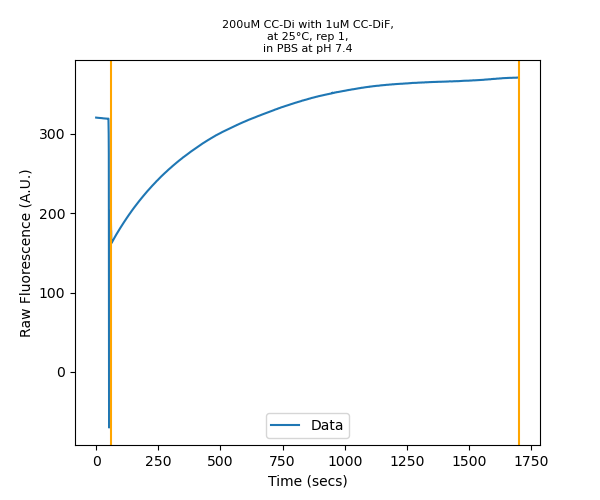 200uM CC-Di with 1uM CC-DiF,
at 25°C, rep 1,
in PBS at pH 7.4
Raw Fluorescence (A.U.)
300
200
100
0
Data
0 250 500 750 1000 1250 1500 1750
Time (secs)